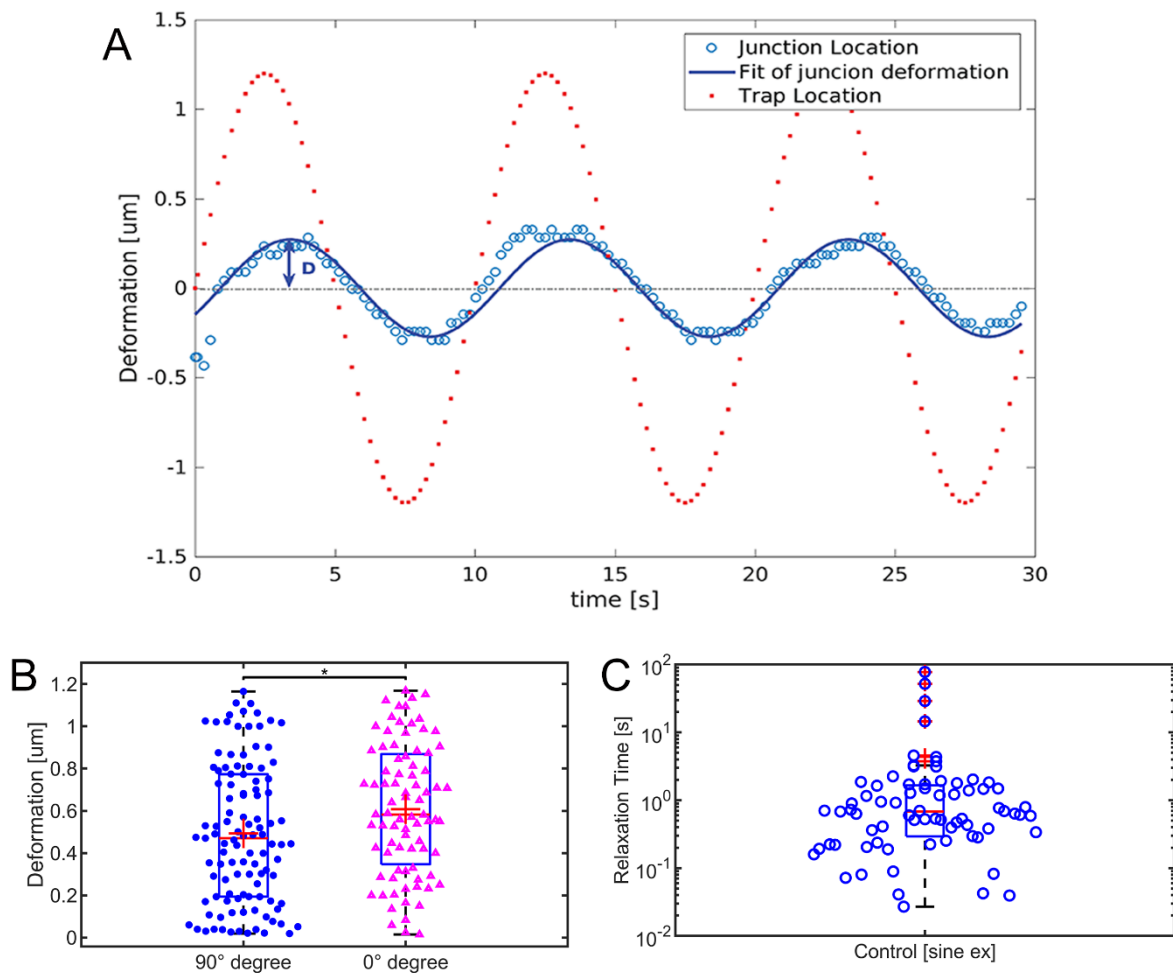 A
Junction Location
Fit of juncion deformation
Trap Location
D
Deformation [um]
1.5
1
0.5
0
-0.5
-1
-1.5
0 5 10 15 20 25 30
time [s]
B
*
Deformation [um]
1.2
1
0.8
0.6
0.4
0.2
0
90° degree 0° degree
C
Relaxation Time [s]
10^2
10^1
10^0
10^-1
10^-2
Control [sine ex]